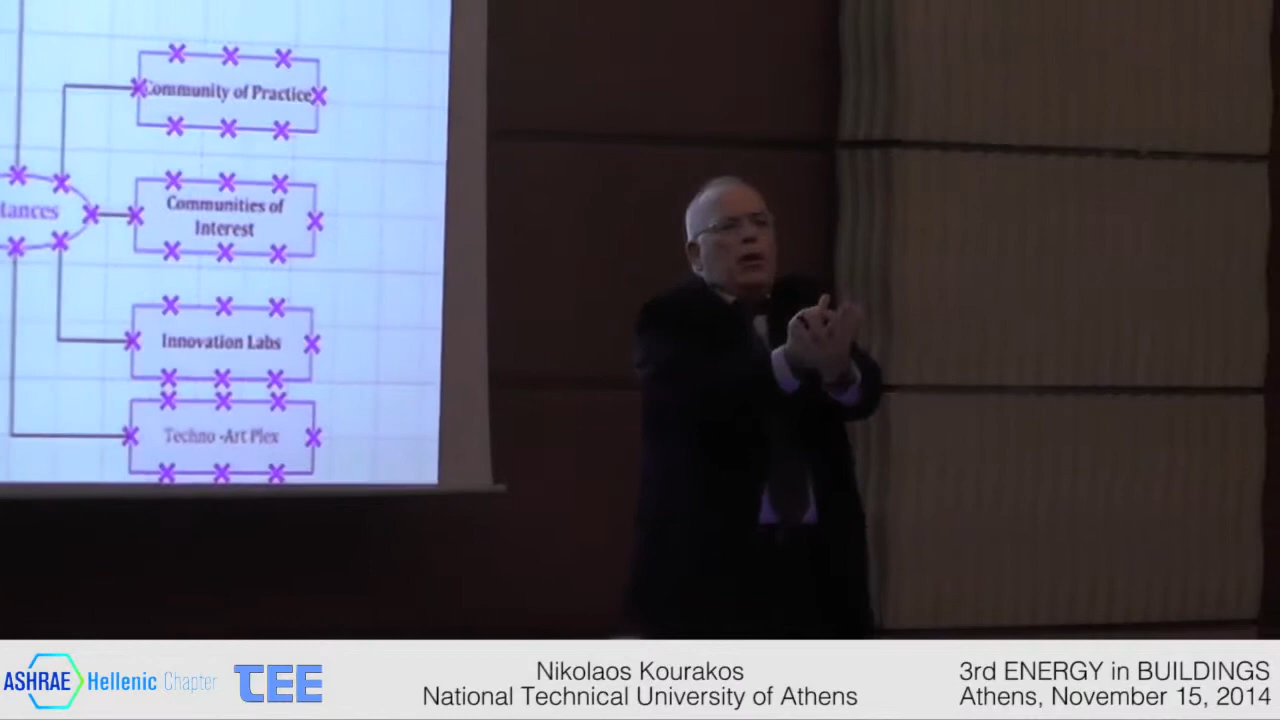 Community of Practice
tances
Communities of
Interest
Innovation Labs
Techno -Art Plex
ASHRAE Hellenic Chapter
TEE
Nikolaos Kourakos
National Technical University of Athens
3rd ENERGY in BUILDINGS
Athens, November 15, 2014